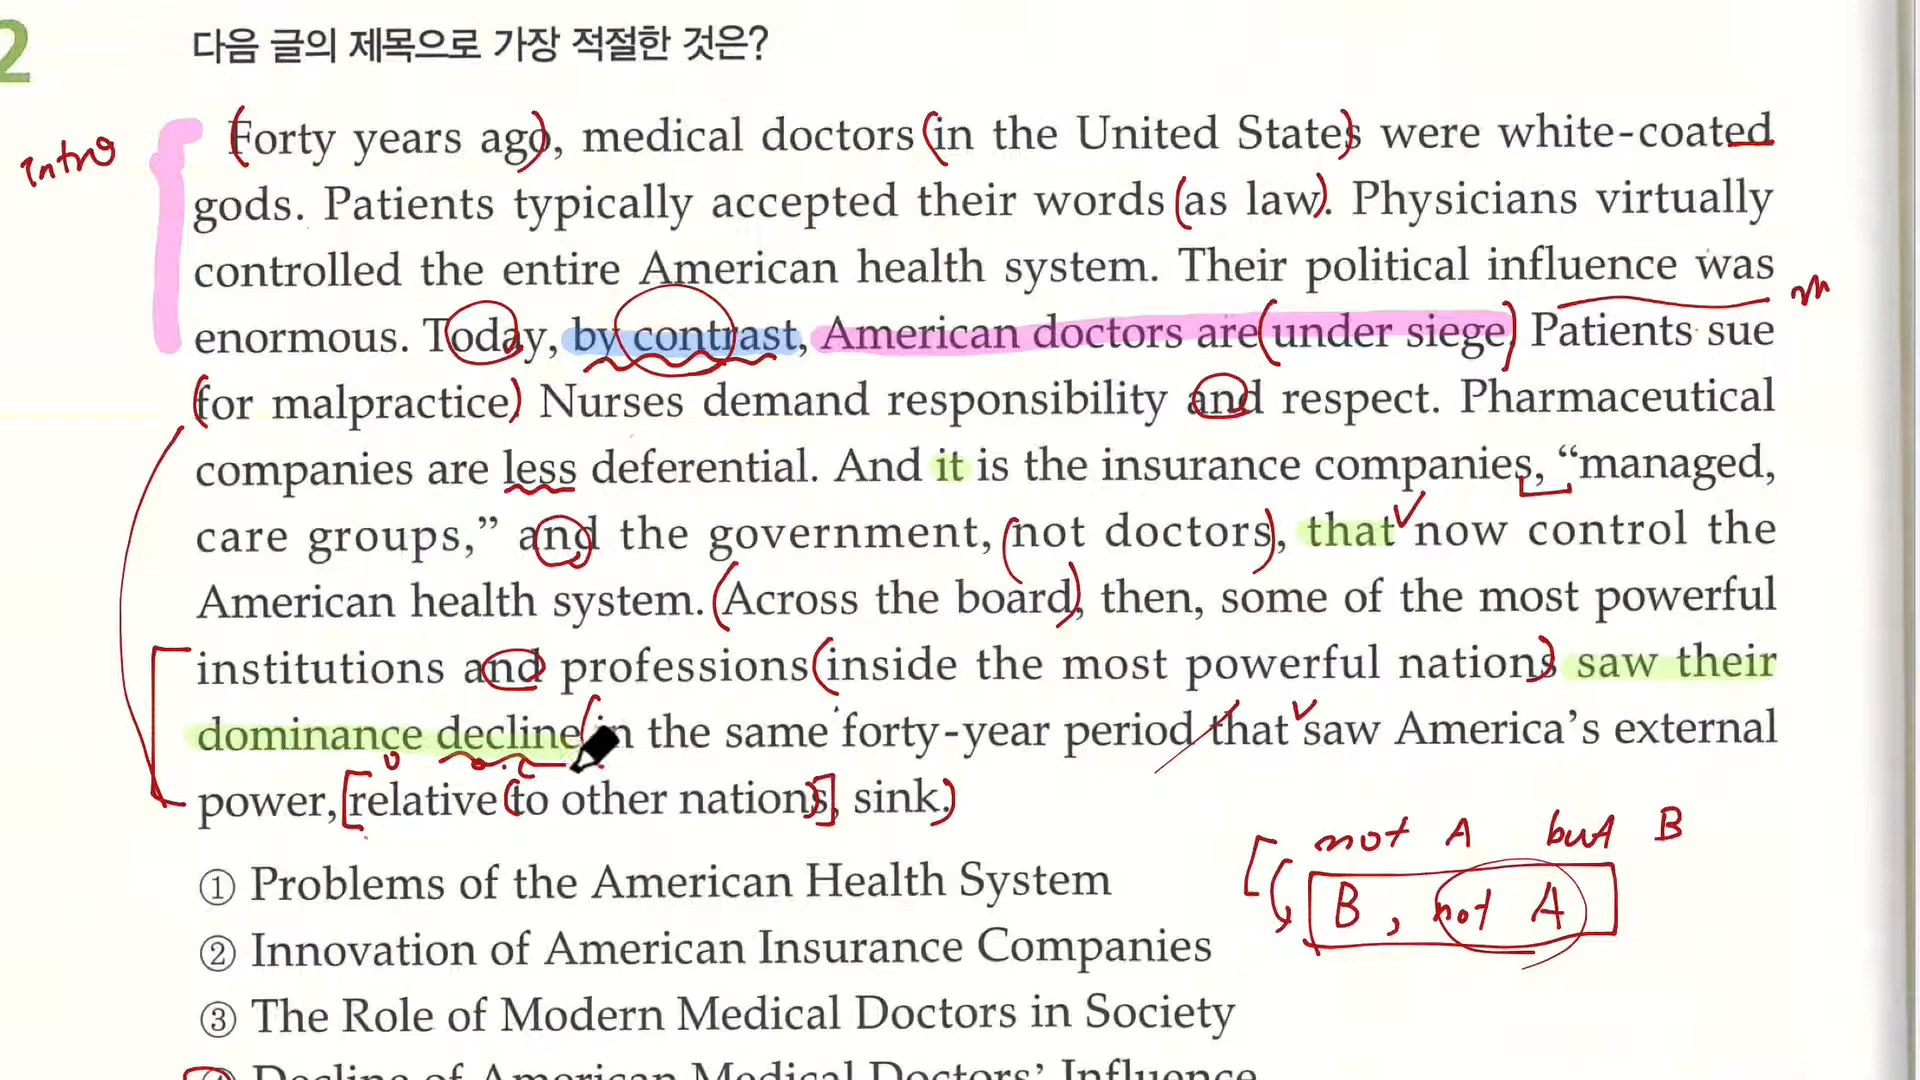 2
다음 글의 제목으로 가장 적절한 것은?
Intro
Forty years ago, medical doctors in the United States were white-coated
gods. Patients typically accepted their words as law. Physicians virtually
controlled the entire American health system. Their political influence was
enormous. Today, by contrast, American doctors are under siege. Patients sue
for malpractice. Nurses demand responsibility and respect. Pharmaceutical
companies are less deferential. And it is the insurance companies, “managed,
care groups,” and the government, not doctors, that now control the
American health system. Across the board, then, some of the most powerful
institutions and professions inside the most powerful nations saw their
dominance decline in the same forty-year period that saw America’s external
power, relative to other nations, sink.
not A but B
B, not A
① Problems of the American Health System
② Innovation of American Insurance Companies
③ The Role of Modern Medical Doctors in Society
④ Decline of American Medical Doctors’ Influence